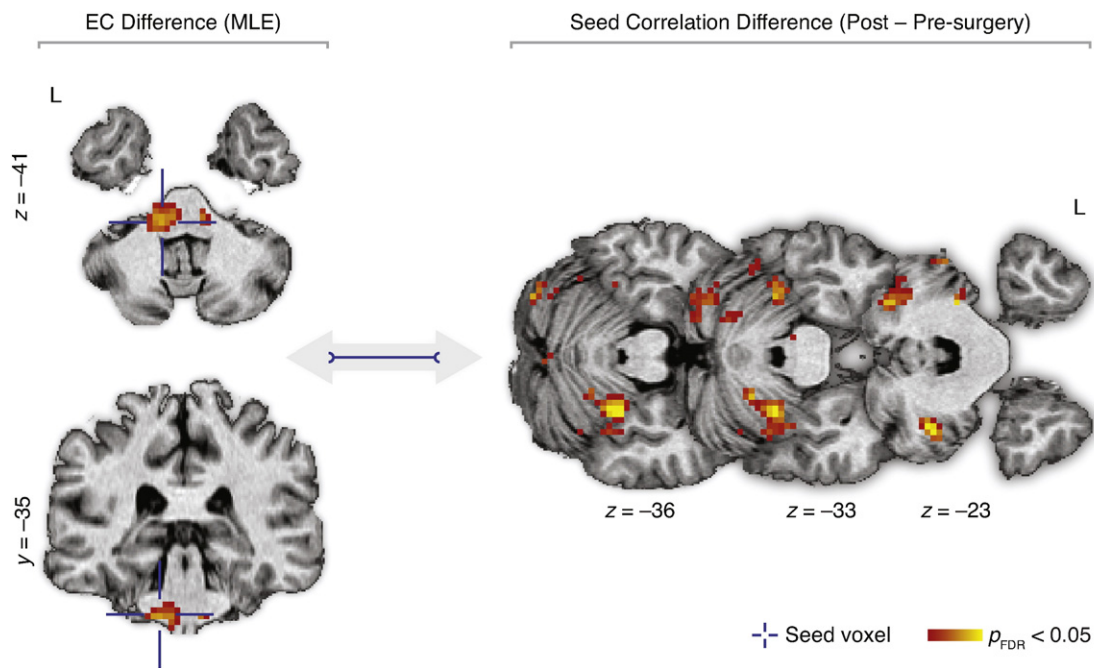 EC Difference (MLE)
Seed Correlation Difference (Post – Pre-surgery)
L
z = –41
L
y = –35
z = –36
z = –33
z = –23
Seed voxel
pFDR < 0.05